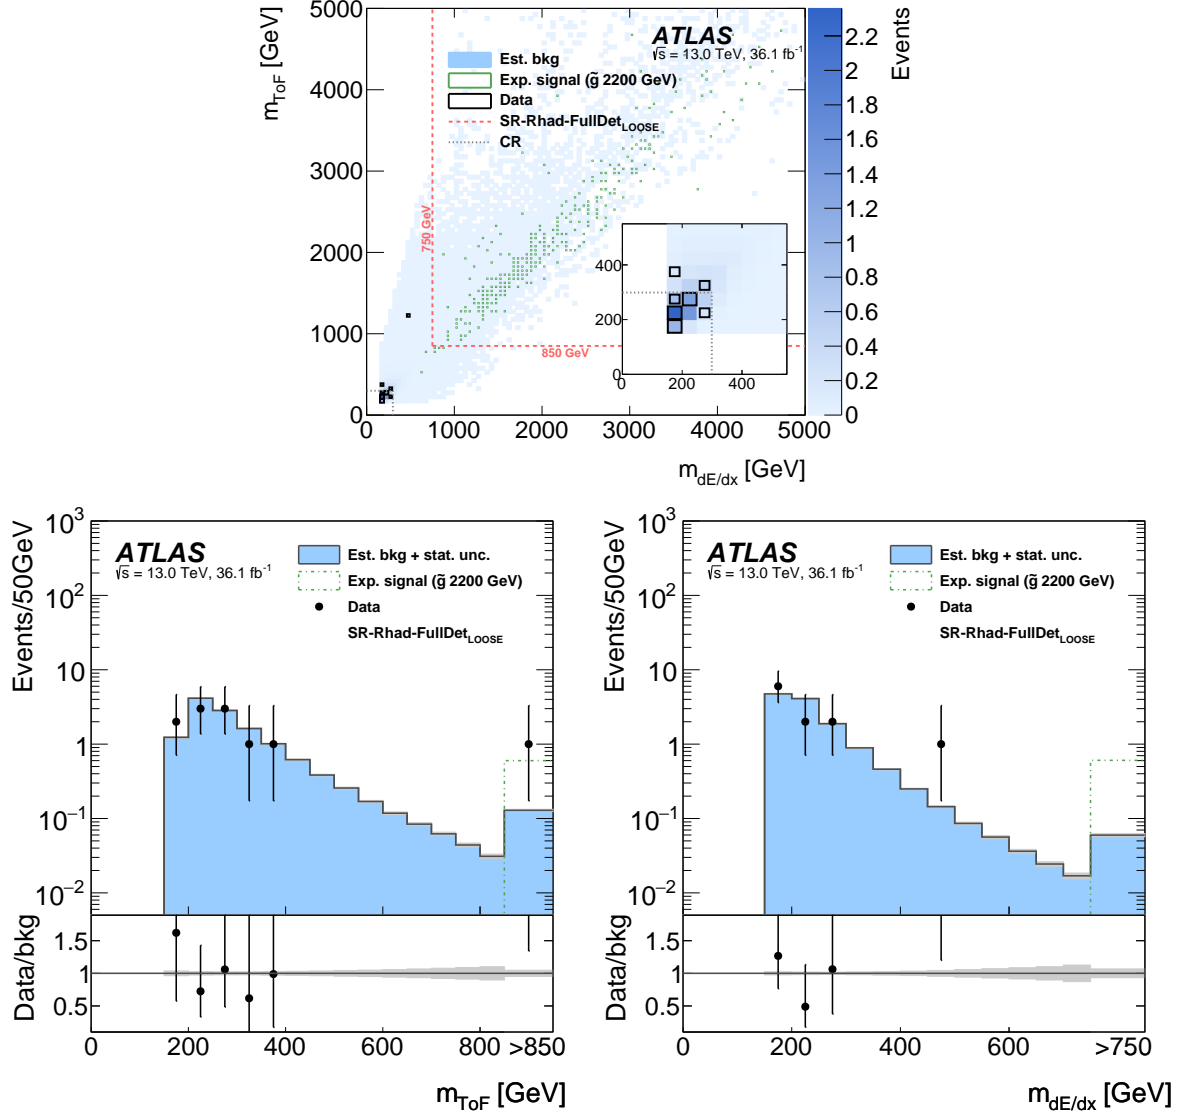 m_ToF [GeV]
5000
4000
3000
2000
1000
0
ATLAS
√s = 13.0 TeV, 36.1 fb⁻¹
Est. bkg
Exp. signal (g̃ 2200 GeV)
Data
SR-Rhad-FullDet_LOOSE
CR
750 GeV
850 GeV
400
200
0
0 200 400
0 1000 2000 3000 4000 5000
m_dE/dx [GeV]
Events
2.2
2
1.8
1.6
1.4
1.2
1
0.8
0.6
0.4
0.2
0
Events/50GeV
10³
10²
10
1
10⁻¹
10⁻²
ATLAS
√s = 13.0 TeV, 36.1 fb⁻¹
Est. bkg + stat. unc.
Exp. signal (g̃ 2200 GeV)
Data
SR-Rhad-FullDet_LOOSE
Data/bkg
1.5
1
0.5
0 200 400 600 >850
m_ToF [GeV]
Events/50GeV
10³
10²
10
1
10⁻¹
10⁻²
ATLAS
√s = 13.0 TeV, 36.1 fb⁻¹
Est. bkg + stat. unc.
Exp. signal (g̃ 2200 GeV)
Data
SR-Rhad-FullDet_LOOSE
Data/bkg
1.5
1
0.5
0 200 400 600 >750
m_dE/dx [GeV]